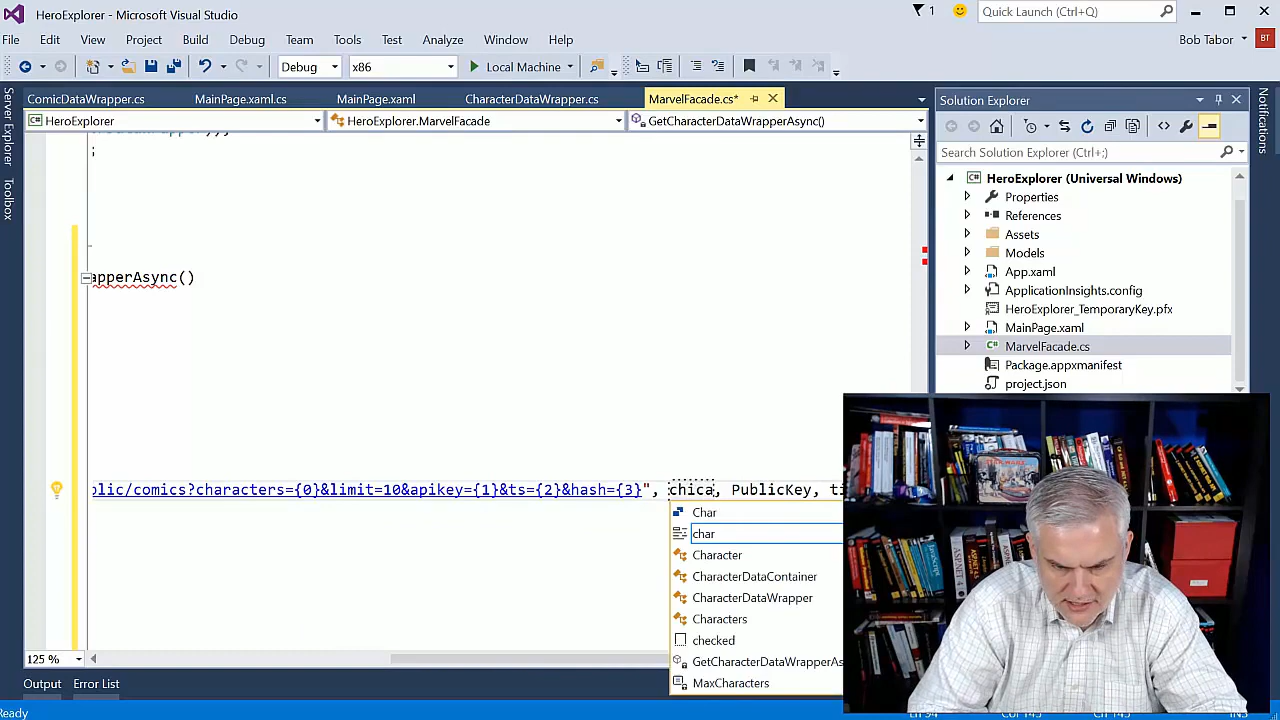 HeroExplorer - Microsoft Visual Studio
1
Quick Launch (Ctrl+Q)
File Edit View Project Build Debug Team Tools Test Analyze Window Help
Bob Tabor BT
Debug x86 Local Machine
ComicDataWrapper.cs MainPage.xaml.cs MainPage.xaml CharacterDataWrapper.cs MarvelFacade.cs*
HeroExplorer HeroExplorer.MarvelFacade GetCharacterDataWrapperAsync()
;
apperAsync()
blic/comics?characters={0}&limit=10&apikey={1}&ts={2}&hash={3}", chica, PublicKey, ti
Char
char
Character
CharacterDataContainer
CharacterDataWrapper
Characters
checked
GetCharacterDataWrapperAs
MaxCharacters
125 %
Output Error List
Ready
Server Explorer
Toolbox
Notifications
Solution Explorer
Search Solution Explorer (Ctrl+;)
HeroExplorer (Universal Windows)
Properties
References
Assets
Models
App.xaml
ApplicationInsights.config
HeroExplorer_TemporaryKey.pfx
MainPage.xaml
MarvelFacade.cs
Package.appxmanifest
project.json